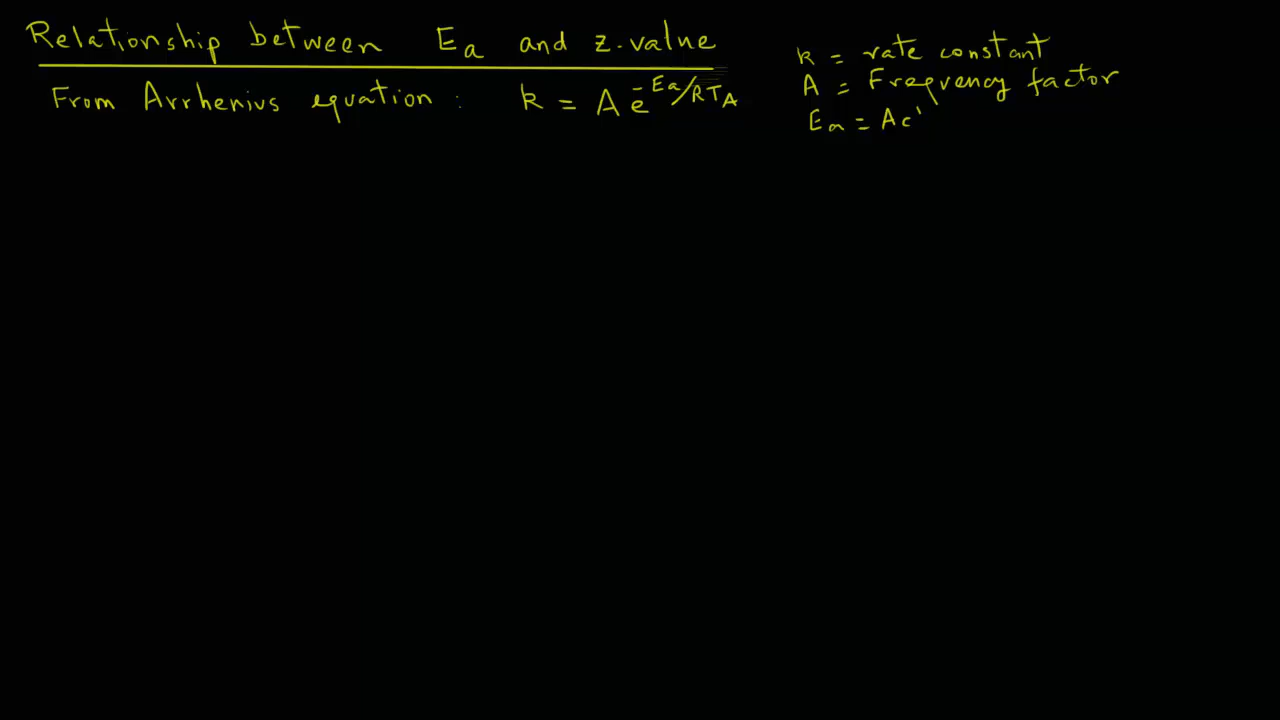 Relationship between Ea and z.value
From Arrhenius equation : k = A e^-Ea/RTA
k = rate constant
A = Frequency factor
Ea = Ac